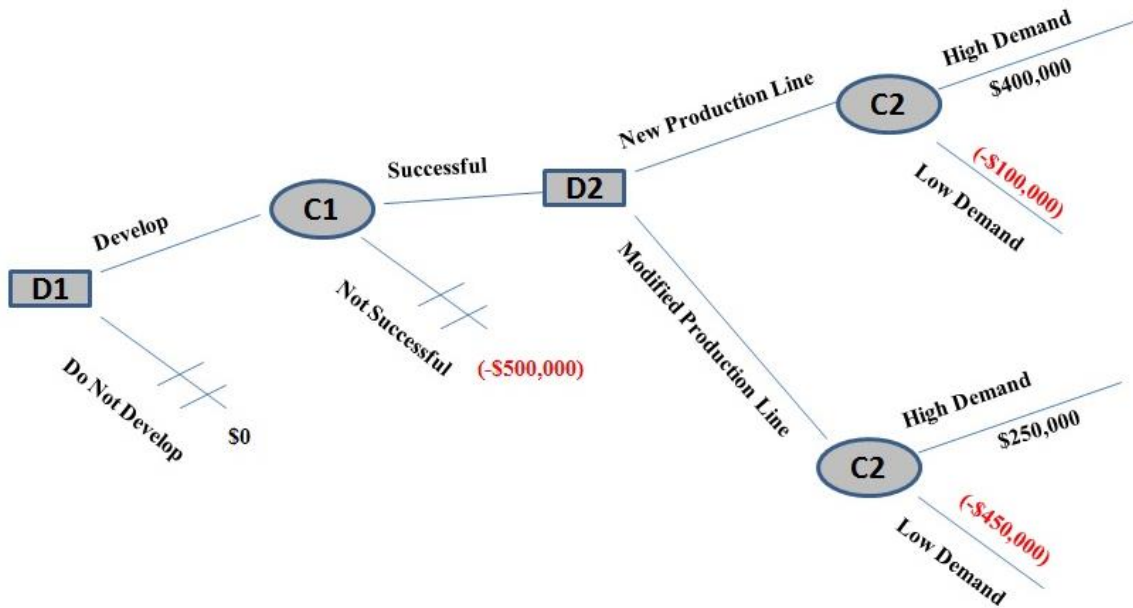 D1
Develop
Do Not Develop
$0
C1
Successful
Not Successful
(-$500,000)
D2
New Production Line
Modified Production Line
C2
High Demand
$400,000
(-$100,000)
Low Demand
C2
High Demand
$250,000
(-$450,000)
Low Demand